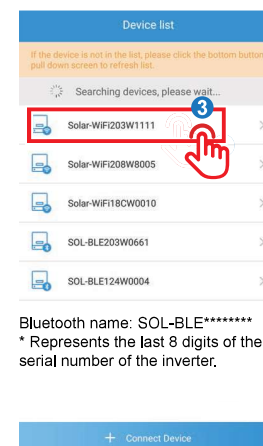 Device list
If the device is not in the list, please click the bottom button
pull down screen to refresh list.
Searching devices, please wait...
3
Solar-WiFi203W1111
Solar-WiFi208W8005
Solar-WiFi18CW0010
SOL-BLE203W0661
SOL-BLE124W0004
Bluetooth name: SOL-BLE********
* Represents the last 8 digits of the
serial number of the inverter.
+ Connect Device